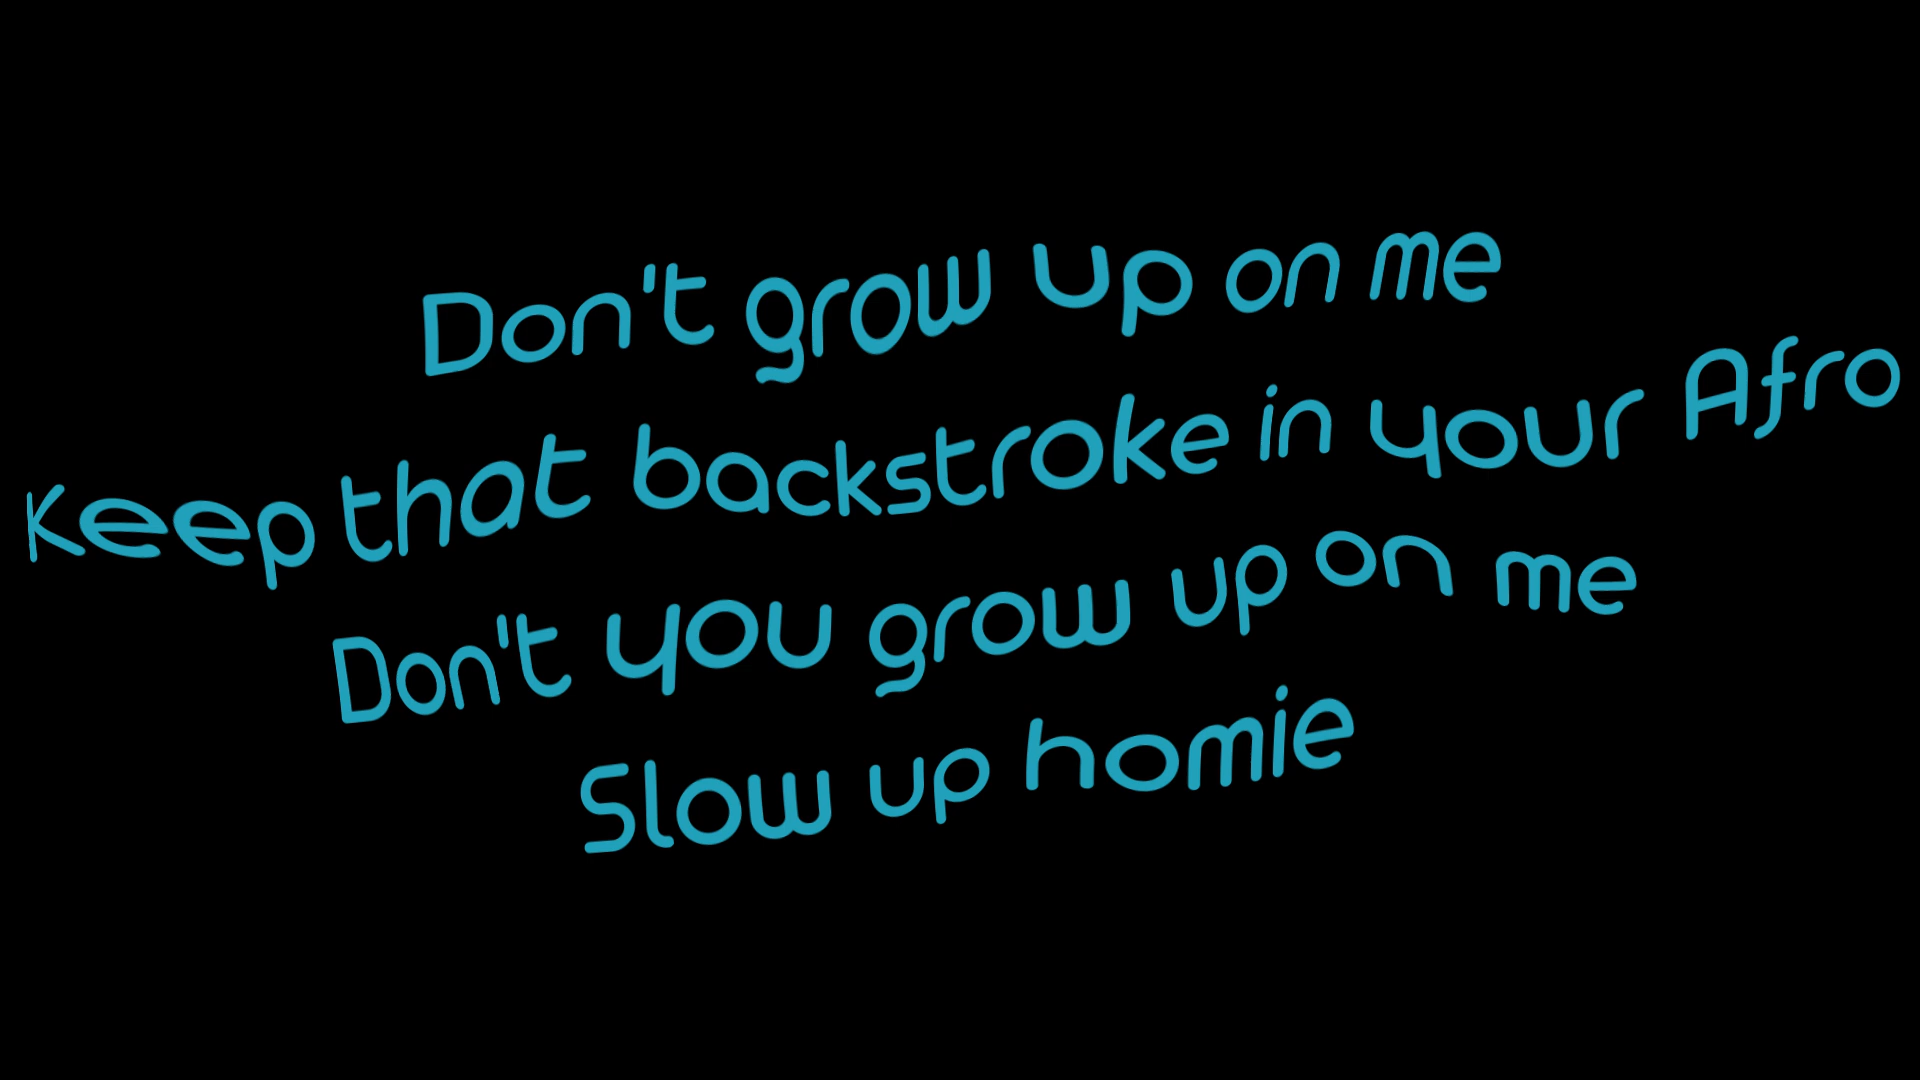 Don't grow up on me
Keep that backstroke in your Afro
Don't you grow up on me
Slow up homie